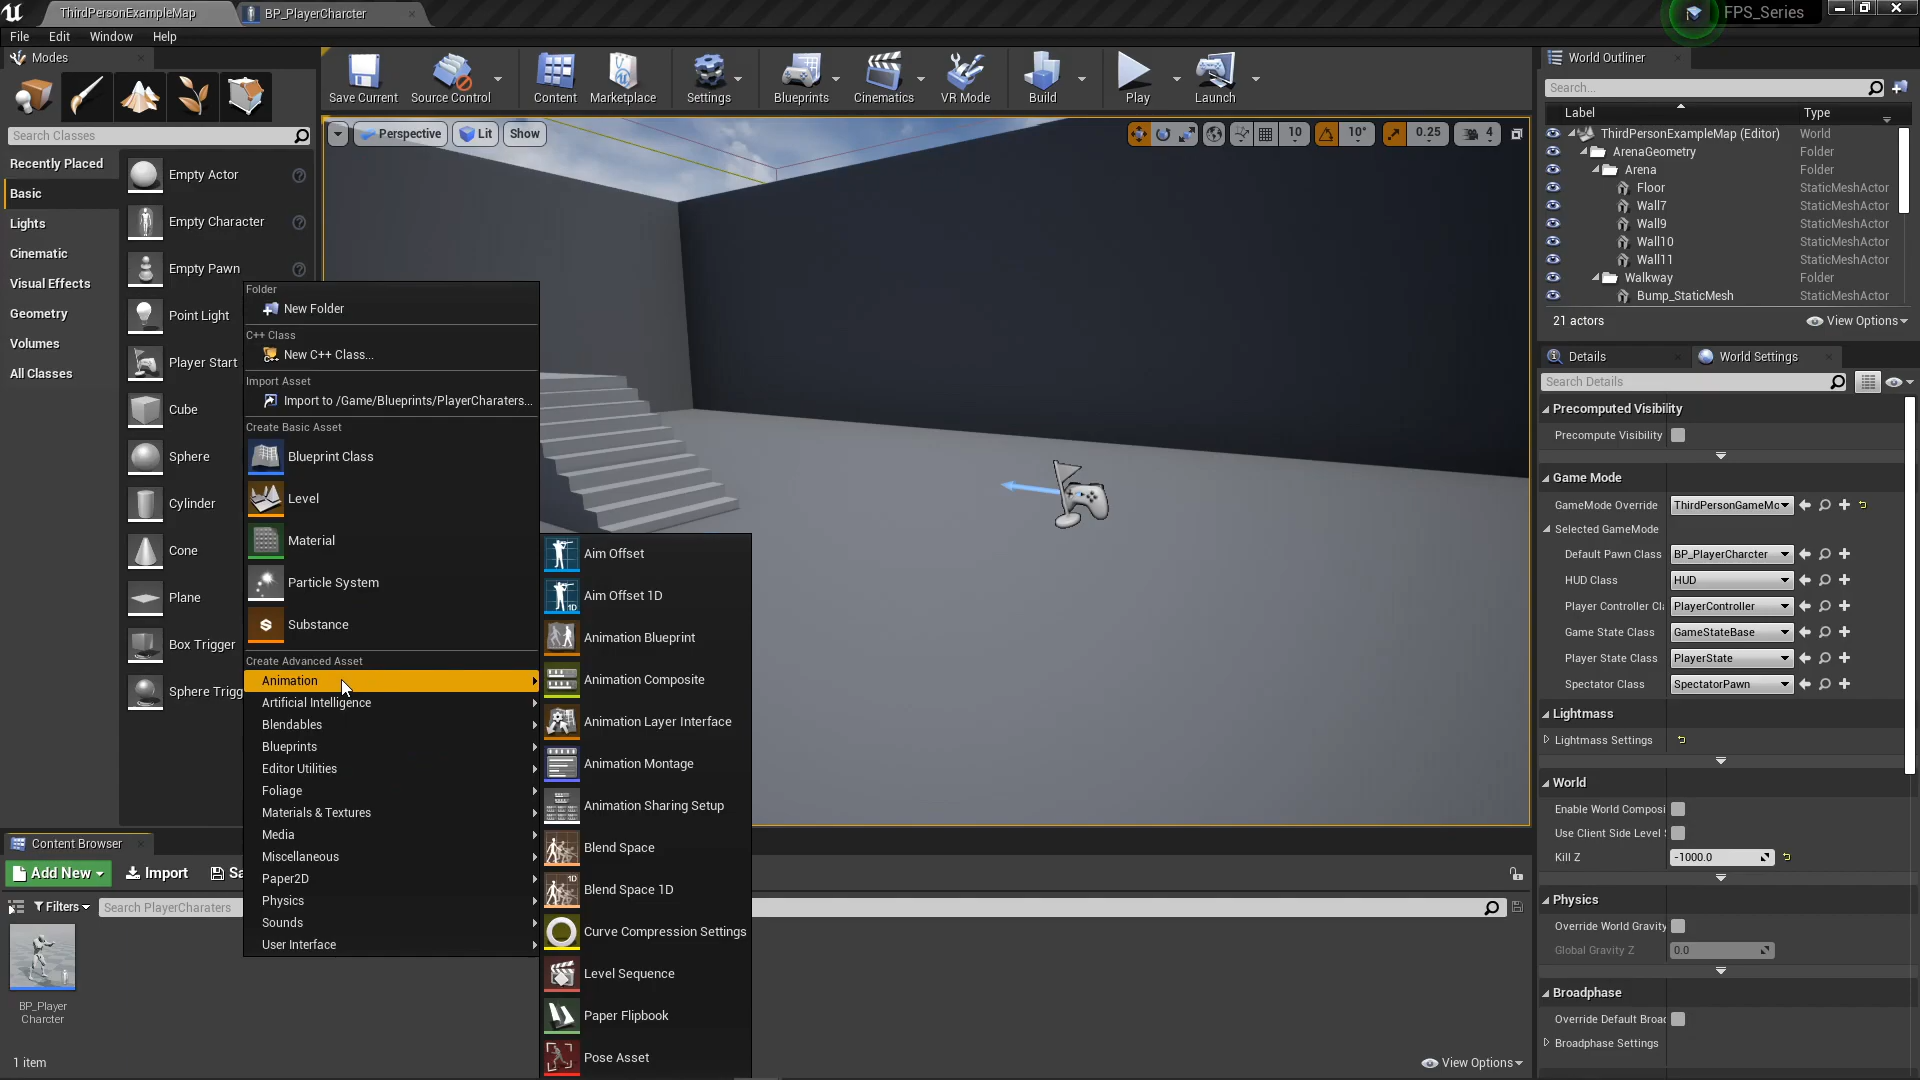 ThirdPersonExampleMap
BP_PlayerCharcter
FPS_Series
File
Edit
Window
Help
Modes
Search Classes
Recently Placed
Basic
Lights
Cinematic
Visual Effects
Geometry
Volumes
All Classes
Empty Actor
Empty Character
Empty Pawn
Point Light
Player Start
Cube
Sphere
Cylinder
Cone
Plane
Box Trigger
Sphere Trigg
Save Current
Source Control
Content
Marketplace
Settings
Blueprints
Cinematics
VR Mode
Build
Play
Launch
Perspective
Lit
Show
10
10°
0.25
4
Folder
New Folder
C++ Class
New C++ Class...
Import Asset
Import to /Game/Blueprints/PlayerCharaters...
Create Basic Asset
Blueprint Class
Level
Material
Particle System
Substance
Create Advanced Asset
Animation
Artificial Intelligence
Blendables
Blueprints
Editor Utilities
Foliage
Materials & Textures
Media
Miscellaneous
Paper2D
Physics
Sounds
User Interface
Aim Offset
Aim Offset 1D
Animation Blueprint
Animation Composite
Animation Layer Interface
Animation Montage
Animation Sharing Setup
Blend Space
Blend Space 1D
Curve Compression Settings
Level Sequence
Paper Flipbook
Pose Asset
Content Browser
Add New
Import
Sa
Filters
Search PlayerCharaters
BP_Player
Charcter
1 item
View Options
World Outliner
Search...
Label Type
ThirdPersonExampleMap (Editor) World
ArenaGeometry Folder
Arena Folder
Floor StaticMeshActor
Wall7 StaticMeshActor
Wall9 StaticMeshActor
Wall10 StaticMeshActor
Wall11 StaticMeshActor
Walkway Folder
Bump_StaticMesh StaticMeshActor
21 actors
View Options
Details
World Settings
Search Details
Precomputed Visibility
Precompute Visibility
Game Mode
GameMode Override ThirdPersonGameMo
Selected GameMode
Default Pawn Class BP_PlayerCharcter
HUD Class HUD
Player Controller Cl PlayerController
Game State Class GameStateBase
Player State Class PlayerState
Spectator Class SpectatorPawn
Lightmass
Lightmass Settings
World
Enable World Composi
Use Client Side Level
Kill Z -1000.0
Physics
Override World Gravity
Global Gravity Z 0.0
Broadphase
Override Default Broad
Broadphase Settings